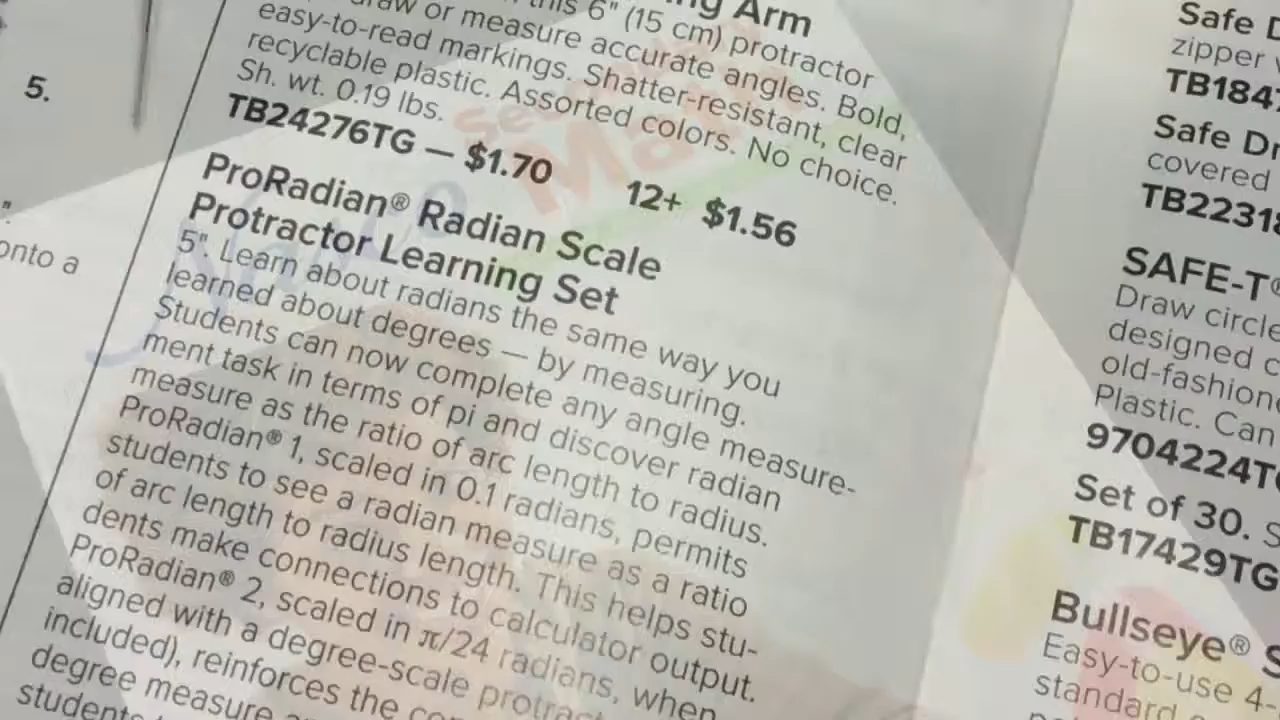 5.
".
onto a
ng Arm
this 6" (15 cm) protractor
draw or measure accurate angles. Bold,
easy-to-read markings. Shatter-resistant, clear
recyclable plastic. Assorted colors. No choice.
Sh. wt. 0.19 lbs.
TB24276TG — $1.70 12+ $1.56
ProRadian® Radian Scale
Protractor Learning Set
5". Learn about radians the same way you
learned about degrees — by measuring.
Students can now complete any angle measure-
ment task in terms of pi and discover radian
measure as the ratio of arc length to radius.
ProRadian® 1, scaled in 0.1 radians, permits
students to see a radian measure as a ratio
of arc length to radius length. This helps stu-
dents make connections to calculator output.
ProRadian® 2, scaled in π/24 radians, when
aligned with a degree-scale protrac
included), reinforces the co
degree measure
students
Safe D
zipper
TB184
Safe Dr
covered
TB2231
SAFE-T®
Draw circle
designed c
old-fashion
Plastic. Can
9704224T
Set of 30. S
TB17429TG
Bullseye® S
Easy-to-use 4-
standard